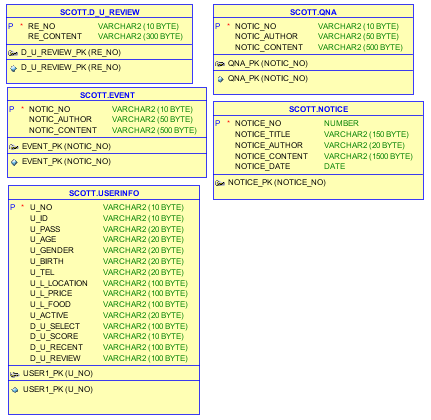 SCOTT.D_U_REVIEW
P * RE_NO VARCHAR2 (10 BYTE)
RE_CONTENT VARCHAR2 (300 BYTE)
D_U_REVIEW_PK (RE_NO)
D_U_REVIEW_PK (RE_NO)
SCOTT.QNA
P * NOTIC_NO VARCHAR2 (10 BYTE)
NOTIC_AUTHOR VARCHAR2 (50 BYTE)
NOTIC_CONTENT VARCHAR2 (500 BYTE)
QNA_PK (NOTIC_NO)
QNA_PK (NOTIC_NO)
SCOTT.EVENT
P * NOTIC_NO VARCHAR2 (10 BYTE)
NOTIC_AUTHOR VARCHAR2 (50 BYTE)
NOTIC_CONTENT VARCHAR2 (500 BYTE)
EVENT_PK (NOTIC_NO)
EVENT_PK (NOTIC_NO)
SCOTT.NOTICE
P * NOTICE_NO NUMBER
NOTICE_TITLE VARCHAR2 (150 BYTE)
NOTICE_AUTHOR VARCHAR2 (20 BYTE)
NOTICE_CONTENT VARCHAR2 (1500 BYTE)
NOTICE_DATE DATE
NOTICE_PK (NOTICE_NO)
SCOTT.USERINFO
P * U_NO VARCHAR2 (10 BYTE)
U_ID VARCHAR2 (10 BYTE)
U_PASS VARCHAR2 (20 BYTE)
U_AGE VARCHAR2 (20 BYTE)
U_GENDER VARCHAR2 (20 BYTE)
U_BIRTH VARCHAR2 (20 BYTE)
U_TEL VARCHAR2 (20 BYTE)
U_L_LOCATION VARCHAR2 (100 BYTE)
U_L_PRICE VARCHAR2 (100 BYTE)
U_L_FOOD VARCHAR2 (100 BYTE)
U_ACTIVE VARCHAR2 (20 BYTE)
D_U_SELECT VARCHAR2 (100 BYTE)
D_U_SCORE VARCHAR2 (10 BYTE)
D_U_RECENT VARCHAR2 (100 BYTE)
D_U_REVIEW VARCHAR2 (100 BYTE)
USER1_PK (U_NO)
USER1_PK (U_NO)